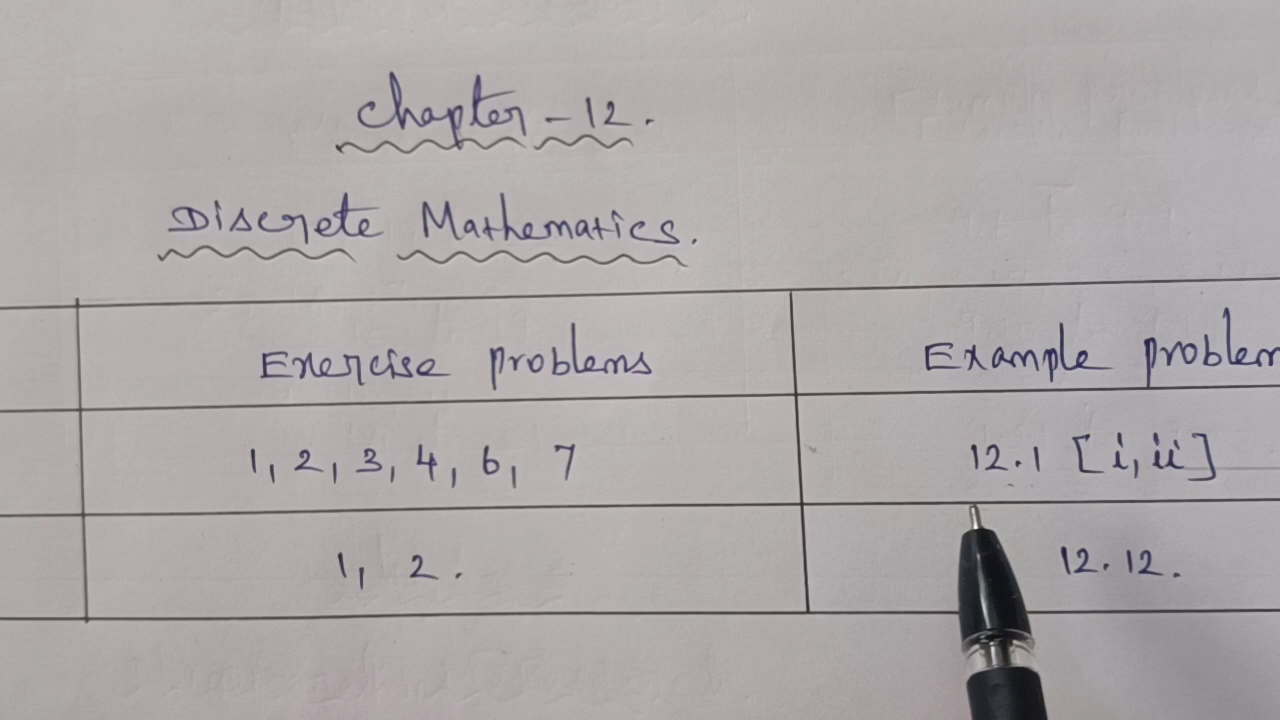 Chapter - 12.
Discrete Mathematics.
Exercise problems Example problem
1, 2, 3, 4, 6, 7 12.1 [i, ii]
1, 2. 12.12.